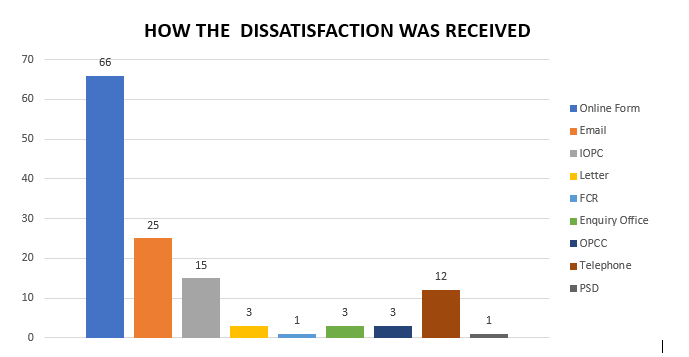 HOW THE  DISSATISFACTION WAS RECEIVED
70
60
50
40
30
20
10
0
66
25
15
3
1
3
3
12
1
Online Form
Email
IOPC
Letter
FCR
Enquiry Office
OPCC
Telephone
PSD